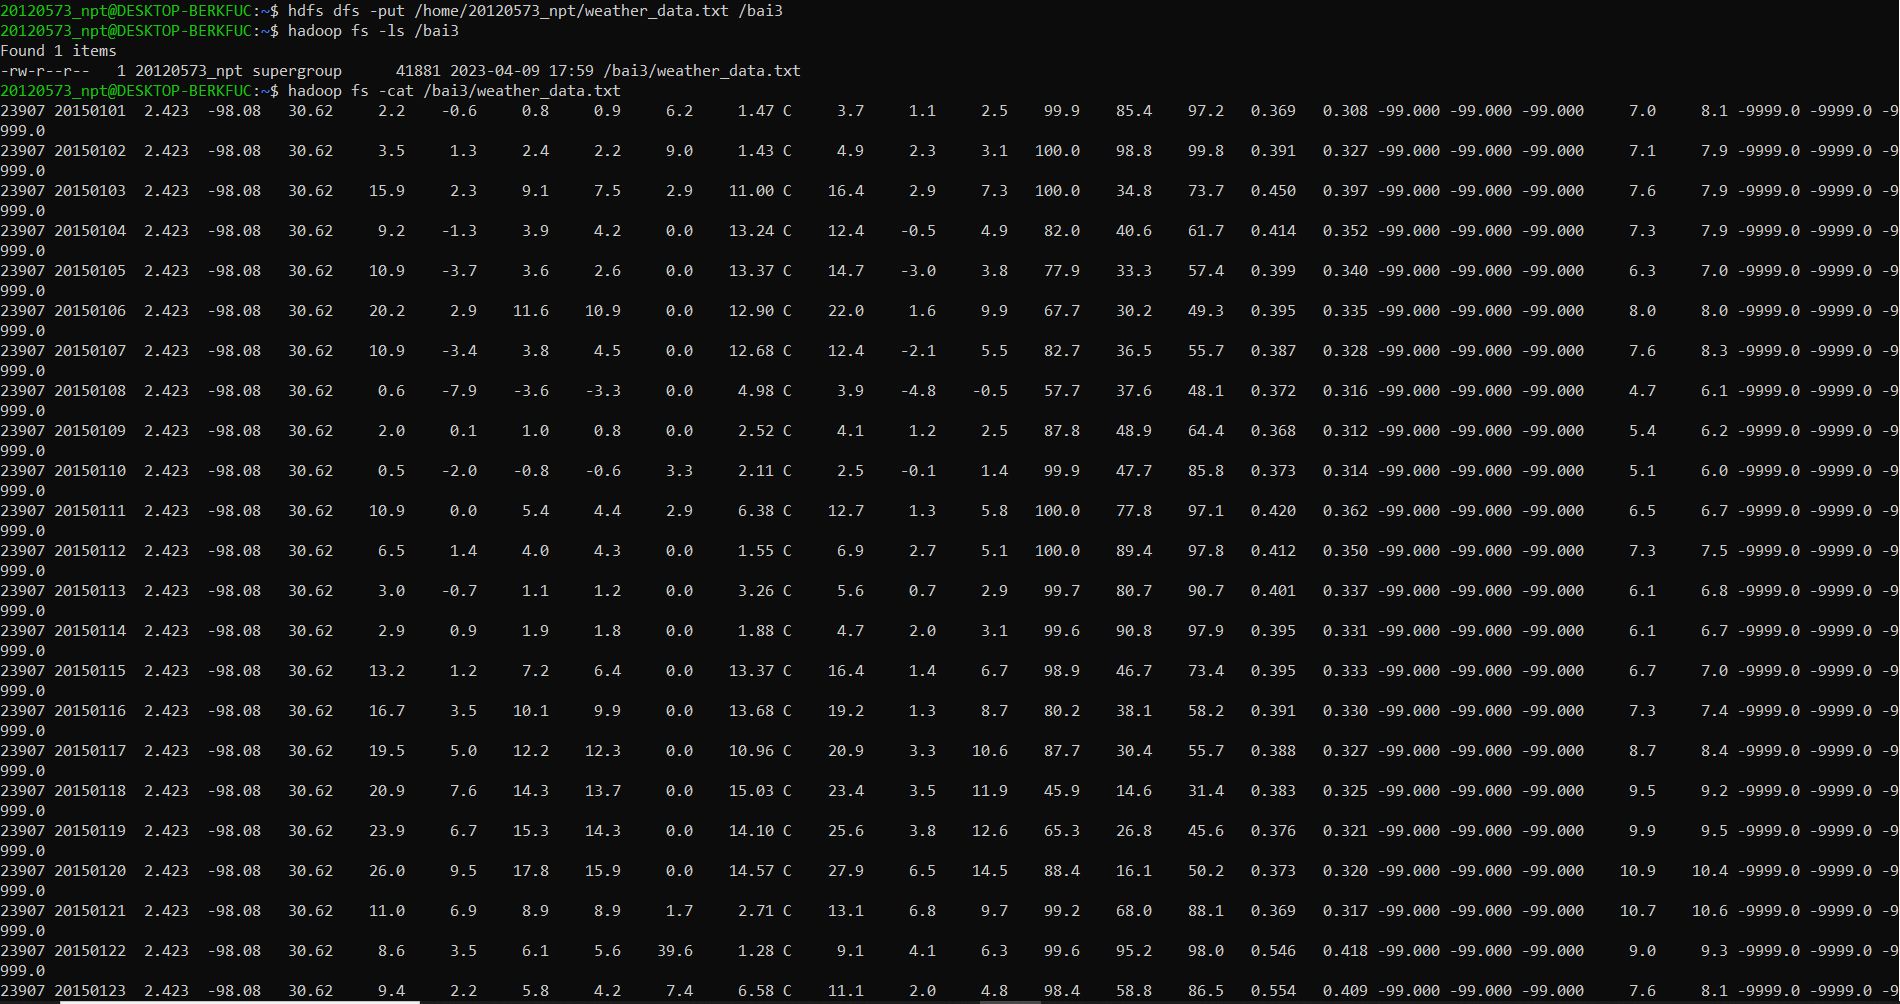 20120573_npt@DESKTOP-BERKFUC:~$ hdfs dfs -put /home/20120573_npt/weather_data.txt /bai3
20120573_npt@DESKTOP-BERKFUC:~$ hadoop fs -ls /bai3
Found 1 items
-rw-r--r--   1 20120573_npt supergroup      41881 2023-04-09 17:59 /bai3/weather_data.txt
20120573_npt@DESKTOP-BERKFUC:~$ hadoop fs -cat /bai3/weather_data.txt
23907 20150101  2.423  -98.08   30.62     2.2    -0.6     0.8     0.9     6.2     1.47 C     3.7     1.1     2.5    99.9    85.4    97.2   0.369   0.308 -99.000 -99.000 -99.000     7.0     8.1 -9999.0 -9999.0 -9
999.0
23907 20150102  2.423  -98.08   30.62     3.5     1.3     2.4     2.2     9.0     1.43 C     4.9     2.3     3.1   100.0    98.8    99.8   0.391   0.327 -99.000 -99.000 -99.000     7.1     7.9 -9999.0 -9999.0 -9
999.0
23907 20150103  2.423  -98.08   30.62    15.9     2.3     9.1     7.5     2.9    11.00 C    16.4     2.9     7.3   100.0    34.8    73.7   0.450   0.397 -99.000 -99.000 -99.000     7.6     7.9 -9999.0 -9999.0 -9
999.0
23907 20150104  2.423  -98.08   30.62     9.2    -1.3     3.9     4.2     0.0    13.24 C    12.4    -0.5     4.9    82.0    40.6    61.7   0.414   0.352 -99.000 -99.000 -99.000     7.3     7.9 -9999.0 -9999.0 -9
999.0
23907 20150105  2.423  -98.08   30.62    10.9    -3.7     3.6     2.6     0.0    13.37 C    14.7    -3.0     3.8    77.9    33.3    57.4   0.399   0.340 -99.000 -99.000 -99.000     6.3     7.0 -9999.0 -9999.0 -9
999.0
23907 20150106  2.423  -98.08   30.62    20.2     2.9    11.6    10.9     0.0    12.90 C    22.0     1.6     9.9    67.7    30.2    49.3   0.395   0.335 -99.000 -99.000 -99.000     8.0     8.0 -9999.0 -9999.0 -9
999.0
23907 20150107  2.423  -98.08   30.62    10.9    -3.4     3.8     4.5     0.0    12.68 C    12.4    -2.1     5.5    82.7    36.5    55.7   0.387   0.328 -99.000 -99.000 -99.000     7.6     8.3 -9999.0 -9999.0 -9
999.0
23907 20150108  2.423  -98.08   30.62     0.6    -7.9    -3.6    -3.3     0.0     4.98 C     3.9    -4.8    -0.5    57.7    37.6    48.1   0.372   0.316 -99.000 -99.000 -99.000     4.7     6.1 -9999.0 -9999.0 -9
999.0
23907 20150109  2.423  -98.08   30.62     2.0     0.1     1.0     0.8     0.0     2.52 C     4.1     1.2     2.5    87.8    48.9    64.4   0.368   0.312 -99.000 -99.000 -99.000     5.4     6.2 -9999.0 -9999.0 -9
999.0
23907 20150110  2.423  -98.08   30.62     0.5    -2.0    -0.8    -0.6     3.3     2.11 C     2.5    -0.1     1.4    99.9    47.7    85.8   0.373   0.314 -99.000 -99.000 -99.000     5.1     6.0 -9999.0 -9999.0 -9
999.0
23907 20150111  2.423  -98.08   30.62    10.9     0.0     5.4     4.4     2.9     6.38 C    12.7     1.3     5.8   100.0    77.8    97.1   0.420   0.362 -99.000 -99.000 -99.000     6.5     6.7 -9999.0 -9999.0 -9
999.0
23907 20150112  2.423  -98.08   30.62     6.5     1.4     4.0     4.3     0.0     1.55 C     6.9     2.7     5.1   100.0    89.4    97.8   0.412   0.350 -99.000 -99.000 -99.000     7.3     7.5 -9999.0 -9999.0 -9
999.0
23907 20150113  2.423  -98.08   30.62     3.0    -0.7     1.1     1.2     0.0     3.26 C     5.6     0.7     2.9    99.7    80.7    90.7   0.401   0.337 -99.000 -99.000 -99.000     6.1     6.8 -9999.0 -9999.0 -9
999.0
23907 20150114  2.423  -98.08   30.62     2.9     0.9     1.9     1.8     0.0     1.88 C     4.7     2.0     3.1    99.6    90.8    97.9   0.395   0.331 -99.000 -99.000 -99.000     6.1     6.7 -9999.0 -9999.0 -9
999.0
23907 20150115  2.423  -98.08   30.62    13.2     1.2     7.2     6.4     0.0    13.37 C    16.4     1.4     6.7    98.9    46.7    73.4   0.395   0.333 -99.000 -99.000 -99.000     6.7     7.0 -9999.0 -9999.0 -9
999.0
23907 20150116  2.423  -98.08   30.62    16.7     3.5    10.1     9.9     0.0    13.68 C    19.2     1.3     8.7    80.2    38.1    58.2   0.391   0.330 -99.000 -99.000 -99.000     7.3     7.4 -9999.0 -9999.0 -9
999.0
23907 20150117  2.423  -98.08   30.62    19.5     5.0    12.2    12.3     0.0    10.96 C    20.9     3.3    10.6    87.7    30.4    55.7   0.388   0.327 -99.000 -99.000 -99.000     8.7     8.4 -9999.0 -9999.0 -9
999.0
23907 20150118  2.423  -98.08   30.62    20.9     7.6    14.3    13.7     0.0    15.03 C    23.4     3.5    11.9    45.9    14.6    31.4   0.383   0.325 -99.000 -99.000 -99.000     9.5     9.2 -9999.0 -9999.0 -9
999.0
23907 20150119  2.423  -98.08   30.62    23.9     6.7    15.3    14.3     0.0    14.10 C    25.6     3.8    12.6    65.3    26.8    45.6   0.376   0.321 -99.000 -99.000 -99.000     9.9     9.5 -9999.0 -9999.0 -9
999.0
23907 20150120  2.423  -98.08   30.62    26.0     9.5    17.8    15.9     0.0    14.57 C    27.9     6.5    14.5    88.4    16.1    50.2   0.373   0.320 -99.000 -99.000 -99.000    10.9    10.4 -9999.0 -9999.0 -9
999.0
23907 20150121  2.423  -98.08   30.62    11.0     6.9     8.9     8.9     1.7     2.71 C    13.1     6.8     9.7    99.2    68.0    88.1   0.369   0.317 -99.000 -99.000 -99.000    10.7    10.6 -9999.0 -9999.0 -9
999.0
23907 20150122  2.423  -98.08   30.62     8.6     3.5     6.1     5.6    39.6     1.28 C     9.1     4.1     6.3    99.6    95.2    98.0   0.546   0.418 -99.000 -99.000 -99.000     9.0     9.3 -9999.0 -9999.0 -9
999.0
23907 20150123  2.423  -98.08   30.62     9.4     2.2     5.8     4.2     7.4     6.58 C    11.1     2.0     4.8    98.4    58.8    86.5   0.554   0.409 -99.000 -99.000 -99.000     7.6     8.1 -9999.0 -9999.0 -9